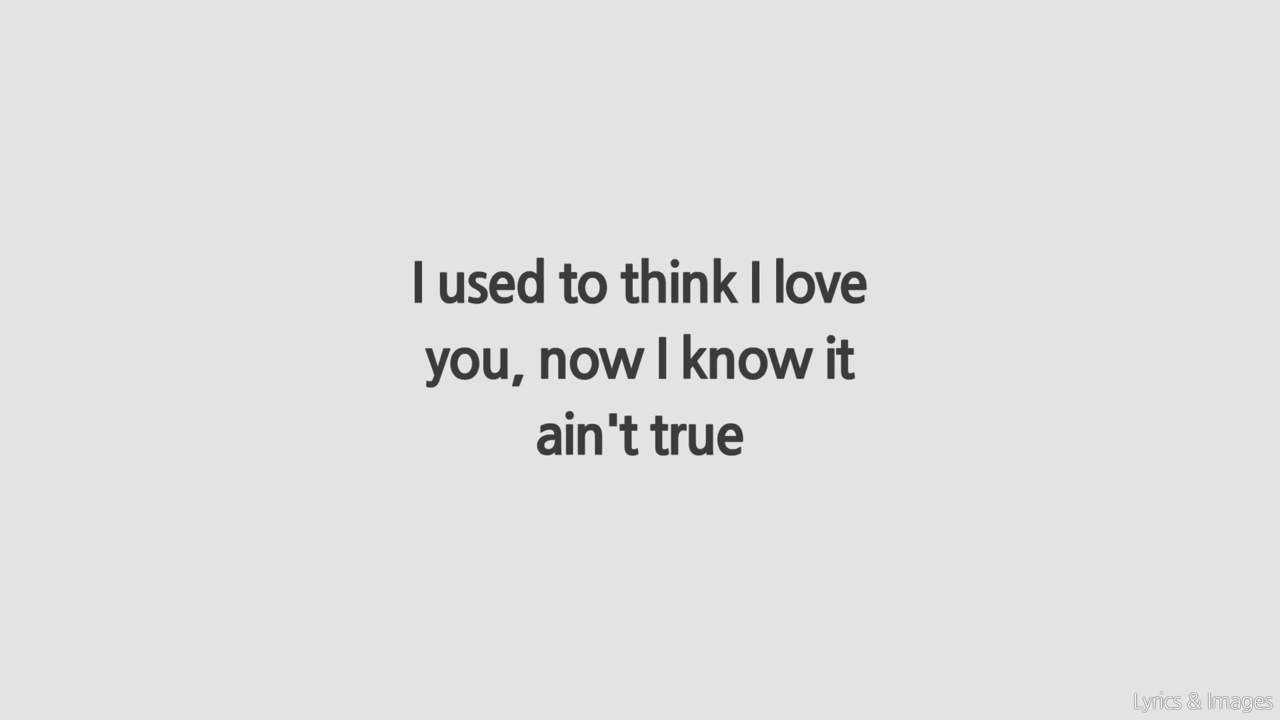 I used to think I love
you, now I know it
ain't true
Lyrics & Images